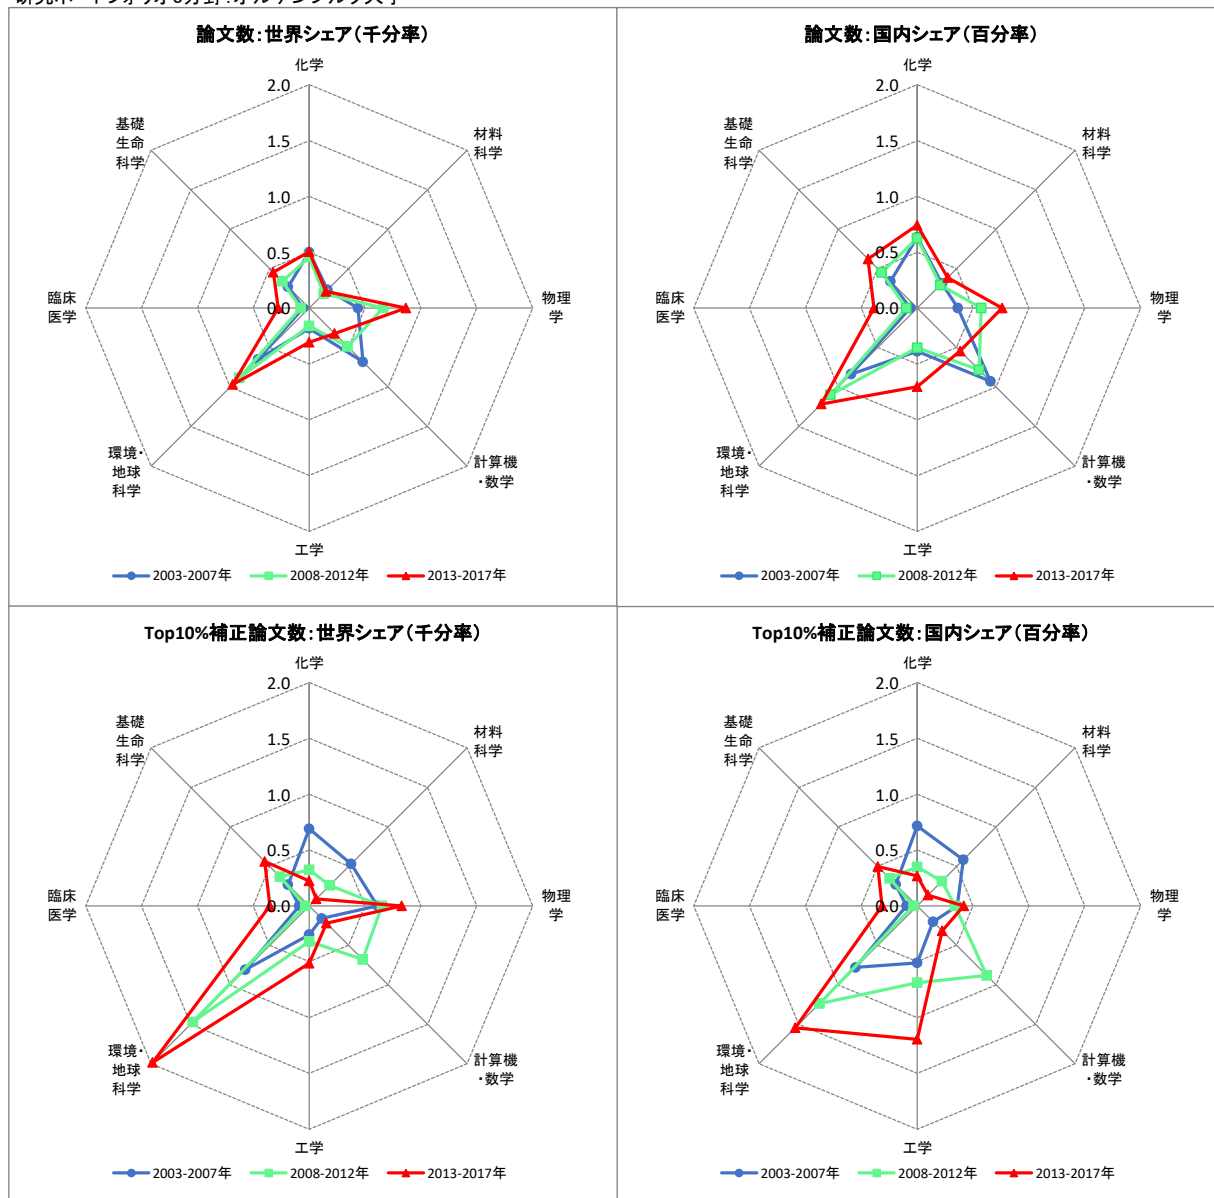 論文数:世界シェア(千分率)
化学
2.0
1.5
1.0
0.5
0.0
材料
科学
物理
学
計算機
・数学
工学
環境・
地球
科学
臨床
医学
基礎
生命
科学
2003-2007年
2008-2012年
2013-2017年
論文数:国内シェア(百分率)
化学
2.0
1.5
1.0
0.5
0.0
材料
科学
物理
学
計算機
・数学
工学
環境・
地球
科学
臨床
医学
基礎
生命
科学
2003-2007年
2008-2012年
2013-2017年
Top10%補正論文数:世界シェア(千分率)
化学
2.0
1.5
1.0
0.5
0.0
材料
科学
物理
学
計算機
・数学
工学
環境・
地球
科学
臨床
医学
基礎
生命
科学
2003-2007年
2008-2012年
2013-2017年
Top10%補正論文数:国内シェア(百分率)
化学
2.0
1.5
1.0
0.5
0.0
材料
科学
物理
学
計算機
・数学
工学
環境・
地球
科学
臨床
医学
基礎
生命
科学
2003-2007年
2008-2012年
2013-2017年